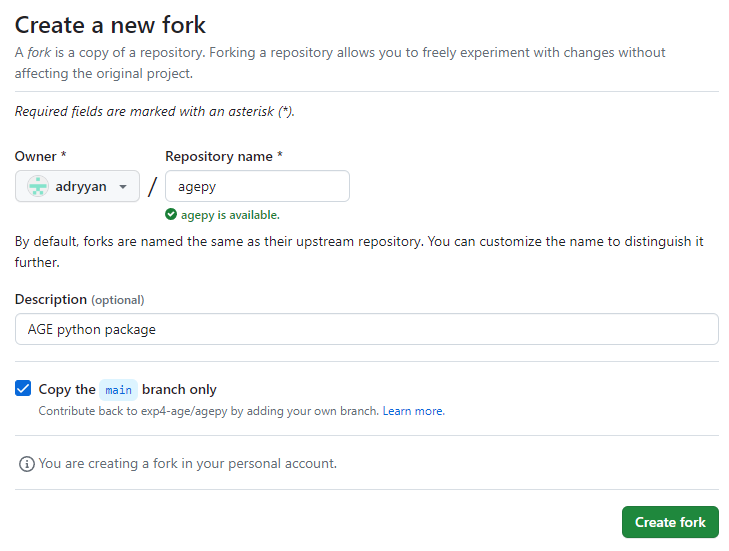 Create a new fork
A fork is a copy of a repository. Forking a repository allows you to freely experiment with changes without
affecting the original project.
Required fields are marked with an asterisk (*).
Owner * Repository name *
adryyan / agepy
agepy is available.
By default, forks are named the same as their upstream repository. You can customize the name to distinguish it
further.
Description (optional)
AGE python package
Copy the main branch only
Contribute back to exp4-age/agepy by adding your own branch. Learn more.
You are creating a fork in your personal account.
Create fork